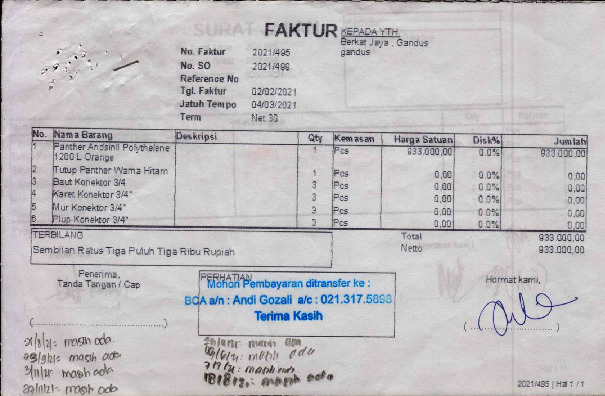 FAKTUR
KEPADA YTH.
Berkat Jaya , Gandus
gandus
No. Faktur 2021/495
No. SO 2021/499
Reference No
Tgl. Faktur 02/02/2021
Jatuh Tempo 04/03/2021
Term Net 30
No. Nama Barang Deskripsi Qty Kemasan Harga Satuan Disk% Jumlah
1 Panther Polythelene 1 Pcs 933.000,00 0.0% 933.000,00
1200 L Orange
2 Tutup Panther Warna Hitam 1 Pcs 0,00 0.0% 0,00
3 Baut Konektor 3/4 3 Pcs 0,00 0.0% 0,00
4 Karet Konektor 3/4" 3 Pcs 0,00 0.0% 0,00
5 Mur Konektor 3/4" 3 Pcs 0,00 0.0% 0,00
6 Plup Konektor 3/4" 3 Pcs 0,00 0.0% 0,00
TERBILANG
Sembilan Ratus Tiga Puluh Tiga Ribu Rupiah
Total 933.000,00
Netto 933.000,00
Penerima,
Tanda Tangan / Cap
PERHATIAN
Mohon Pembayaran ditransfer ke :
BCA a/n : Andi Gozali a/c : 021.317.5898
Terima Kasih
Hormat kami,
masih ada.
masih ada
masih ada
masih ada
masih ada
masih ada
masih ada
masih ada
2021/495 | Hal 1 / 1